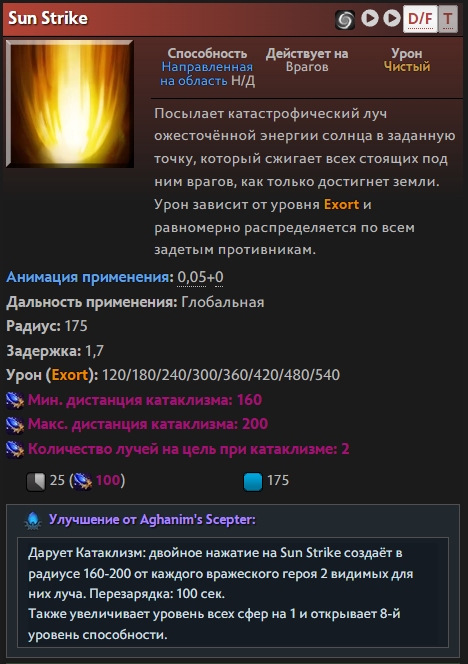 Sun Strike
D/F T
Способность Действует на Урон
Направленная Врагов Чистый
на область Н/Д
Посылает катастрофический луч
ожесточённой энергии солнца в заданную
точку, который сжигает всех стоящих под
ним врагов, как только достигнет земли.
Урон зависит от уровня Exort и
равномерно распределяется по всем
задетым противникам.
Анимация применения: 0,05+0
Дальность применения: Глобальная
Радиус: 175
Задержка: 1,7
Урон (Exort): 120/180/240/300/360/420/480/540
Мин. дистанция катаклизма: 160
Макс. дистанция катаклизма: 200
Количество лучей на цель при катаклизме: 2
25 (100) 175
Улучшение от Aghanim's Scepter:
Дарует Катаклизм: двойное нажатие на Sun Strike создаёт в
радиусе 160-200 от каждого вражеского героя 2 видимых для
них луча. Перезарядка: 100 сек.
Также увеличивает уровень всех сфер на 1 и открывает 8-й
уровень способности.